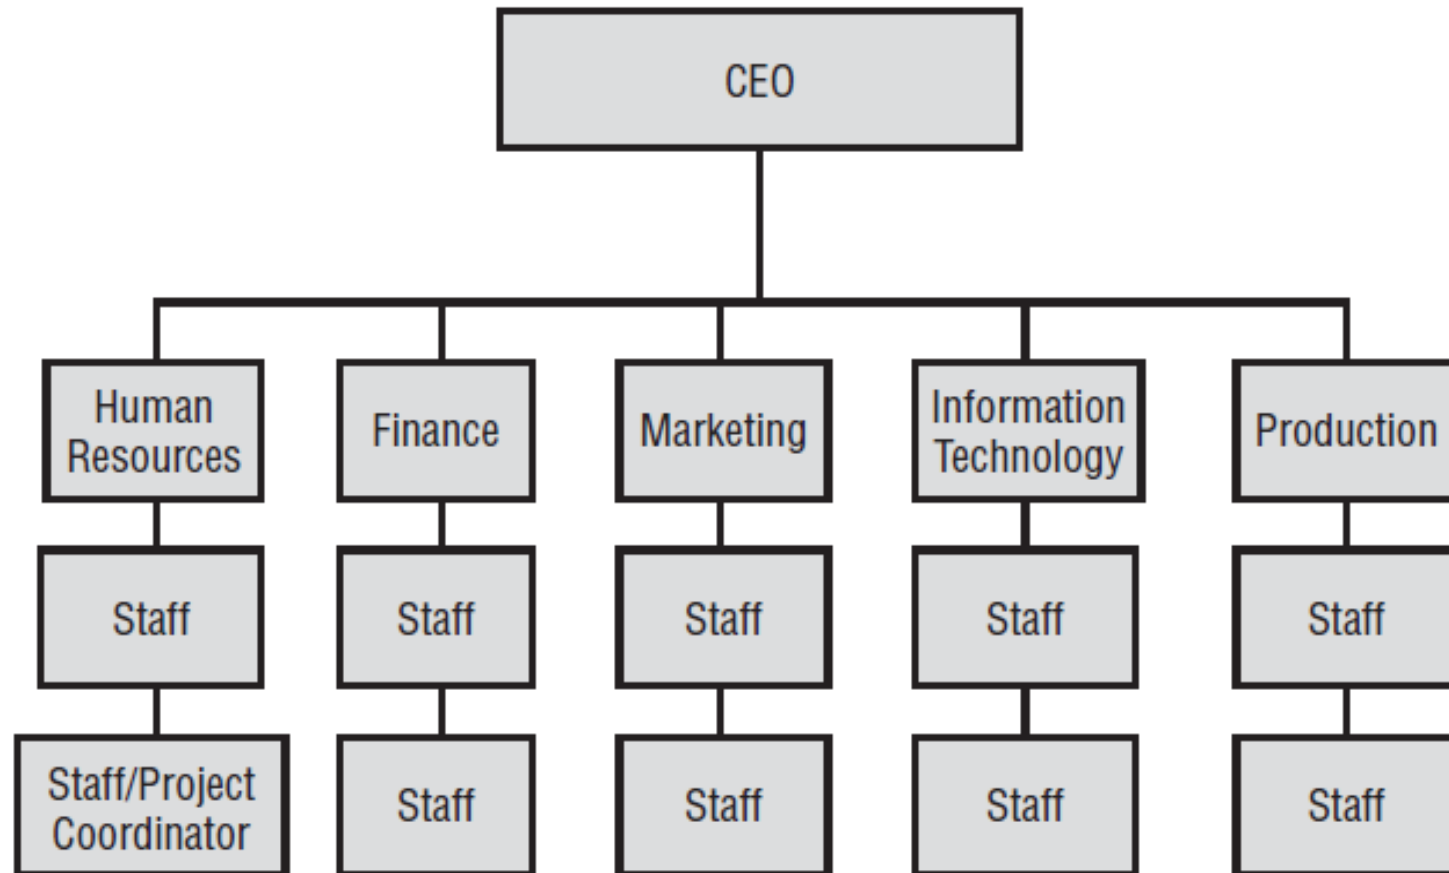 CEO
Human
Resources
Finance
Marketing
Information
Technology
Production
Staff
Staff
Staff
Staff
Staff
Staff/Project
Coordinator
Staff
Staff
Staff
Staff